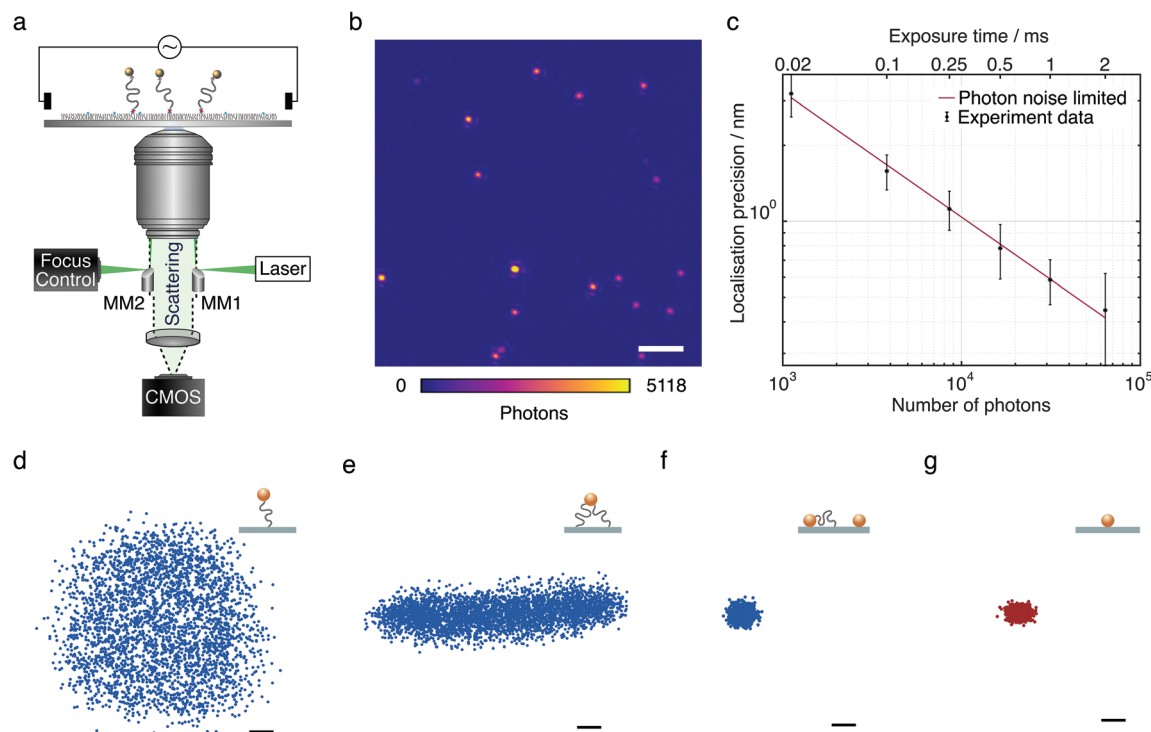 a
Focus
Control
Laser
MM2
MM1
Scattering
CMOS
b
0
5118
Photons
c
Exposure time / ms
0.02
0.1
0.25
0.5
1
2
Photon noise limited
Experiment data
Localisation precision / nm
10⁰
10³
10⁴
10⁵
Number of photons
d
e
f
g